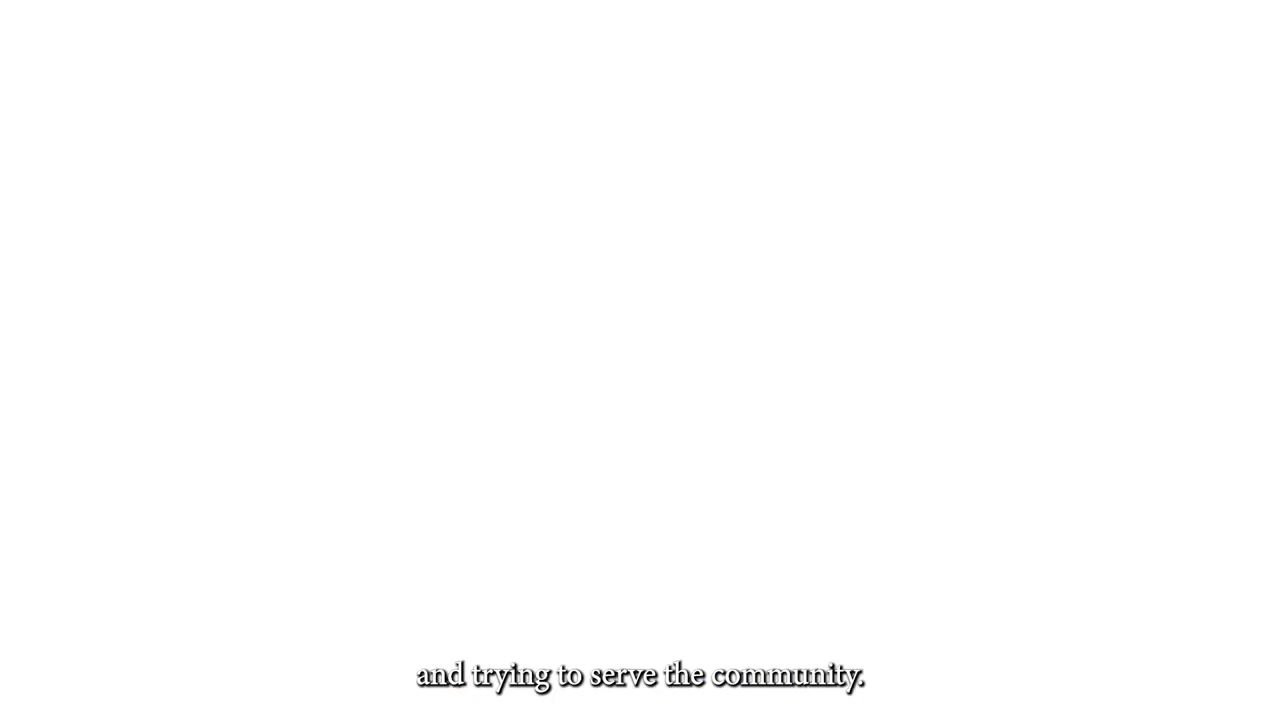 and trying to serve the community.